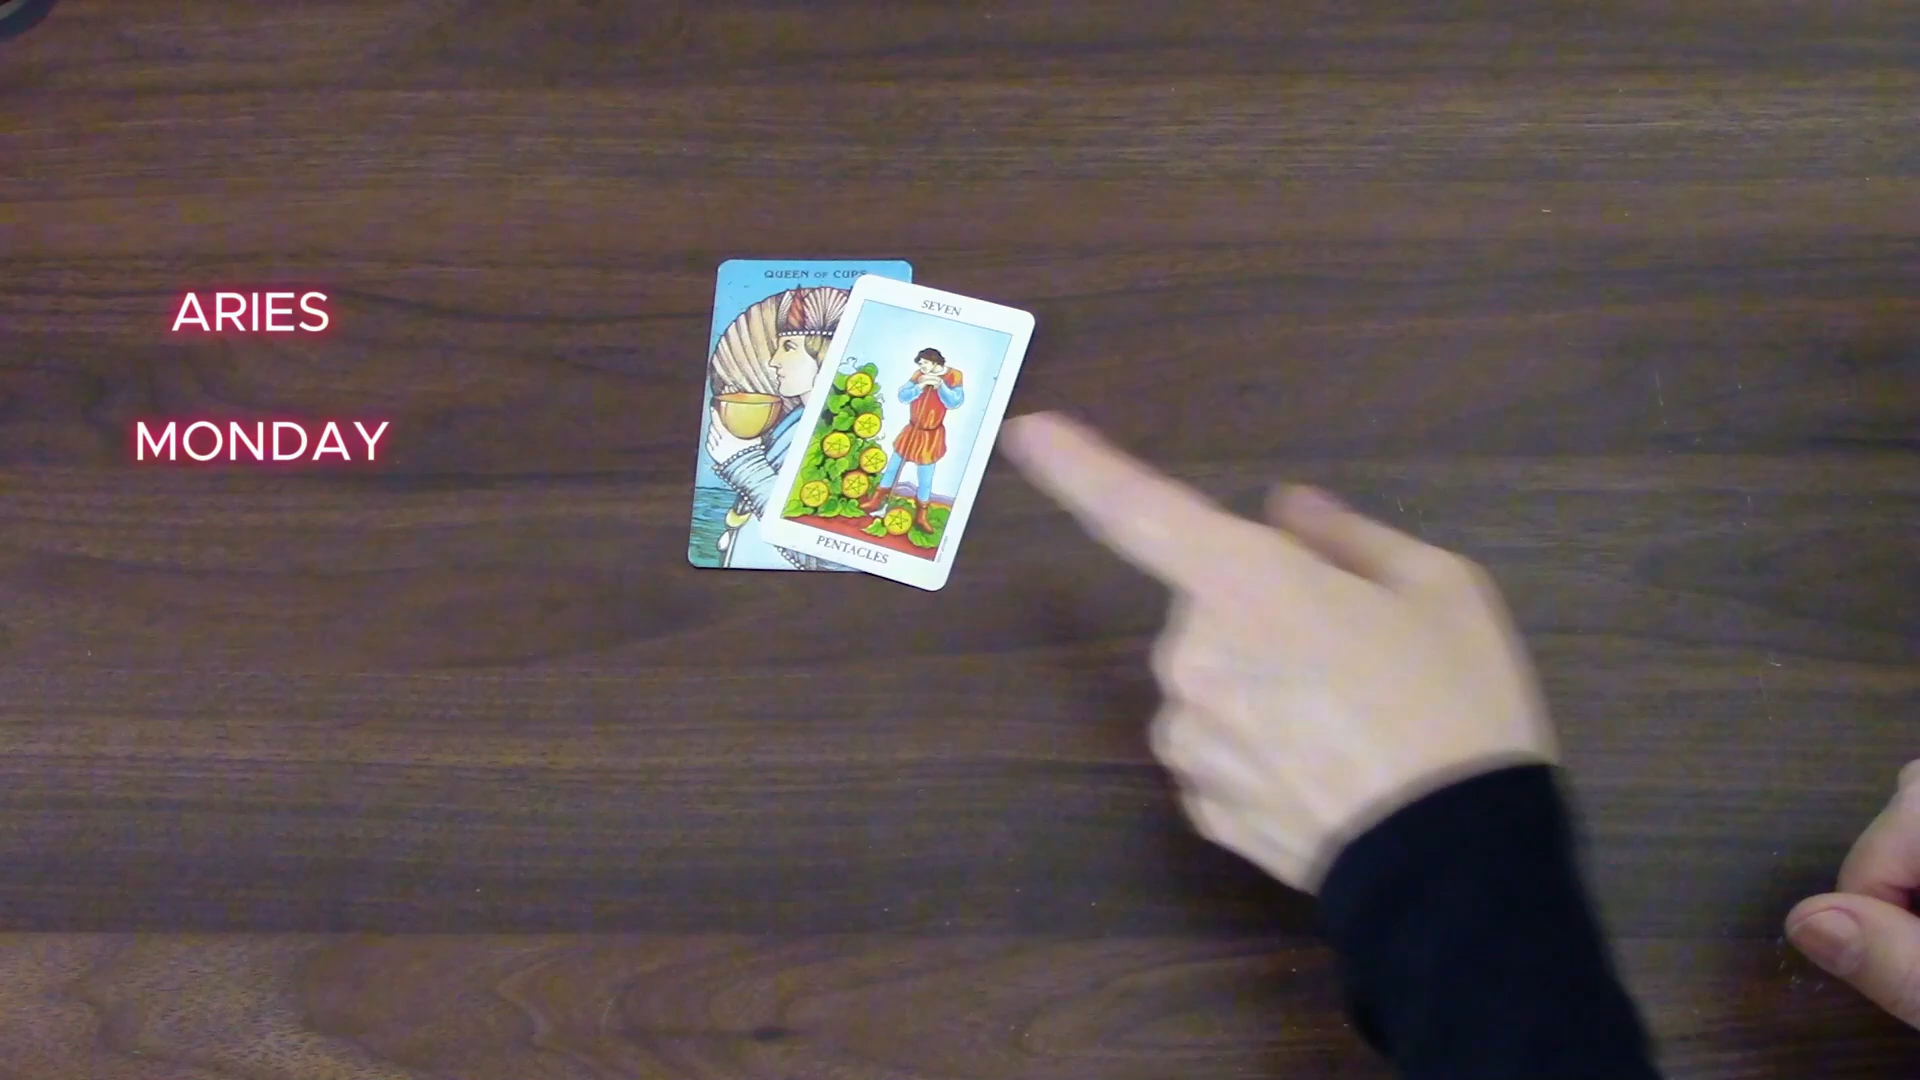 ARIES
MONDAY
QUEEN OF CUPS
SEVEN
PENTACLES